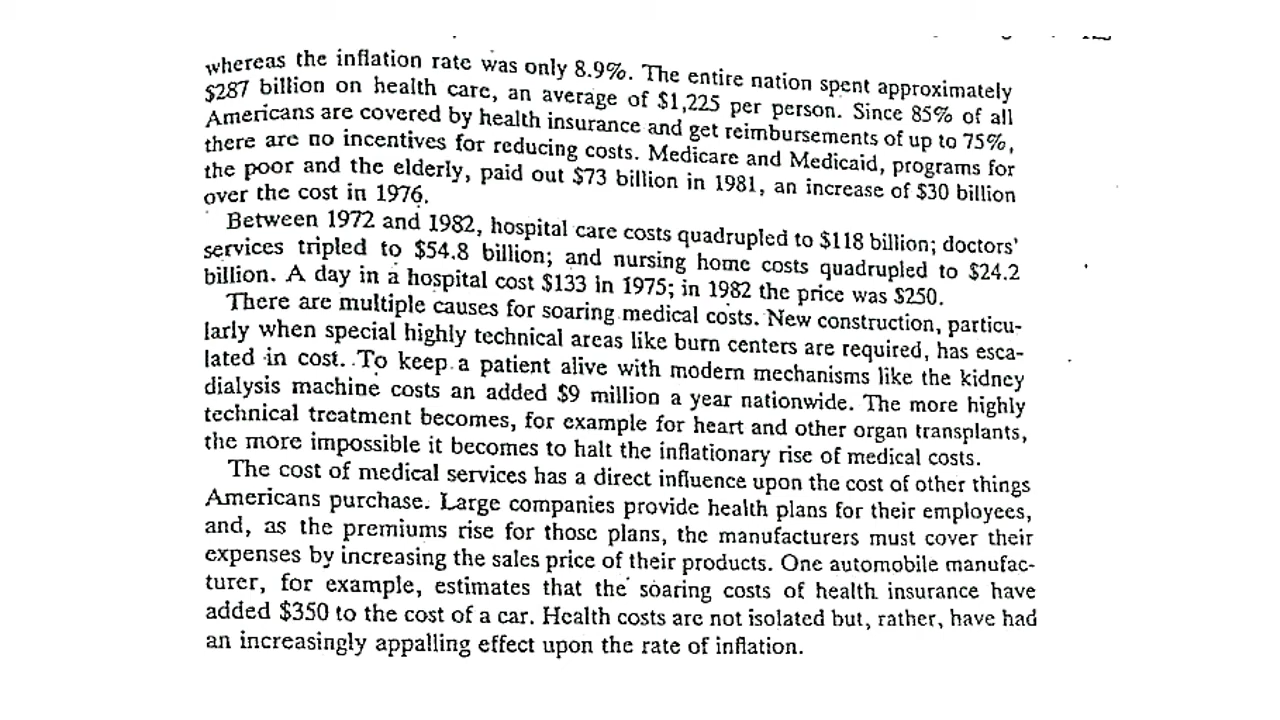 whereas the inflation rate was only 8.9%. The entire nation spent approximately
$287 billion on health care, an average of $1,225 per person. Since 85% of all
Americans are covered by health insurance and get reimbursements of up to 75%,
there are no incentives for reducing costs. Medicare and Medicaid, programs for
the poor and the elderly, paid out $73 billion in 1981, an increase of $30 billion
over the cost in 1976.
Between 1972 and 1982, hospital care costs quadrupled to $118 billion; doctors'
services tripled to $54.8 billion; and nursing home costs quadrupled to $24.2
billion. A day in a hospital cost $133 in 1975; in 1982 the price was $250.
There are multiple causes for soaring medical costs. New construction, particu-
larly when special highly technical areas like burn centers are required, has esca-
lated in cost. To keep a patient alive with modern mechanisms like the kidney
dialysis machine costs an added $9 million a year nationwide. The more highly
technical treatment becomes, for example for heart and other organ transplants,
the more impossible it becomes to halt the inflationary rise of medical costs.
The cost of medical services has a direct influence upon the cost of other things
Americans purchase. Large companies provide health plans for their employees,
and, as the premiums rise for those plans, the manufacturers must cover their
expenses by increasing the sales price of their products. One automobile manufac-
turer, for example, estimates that the soaring costs of health insurance have
added $350 to the cost of a car. Health costs are not isolated but, rather, have had
an increasingly appalling effect upon the rate of inflation.